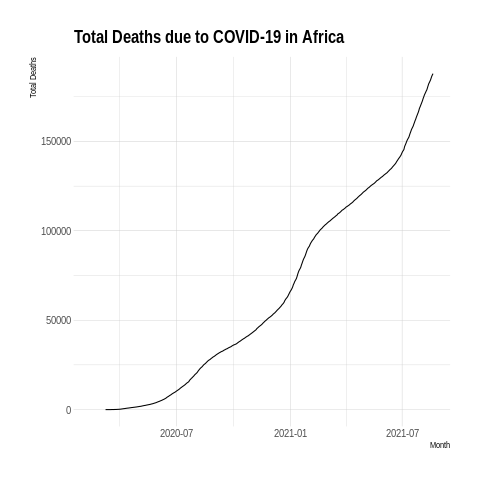 Total Deaths due to COVID-19 in Africa
Total Deaths
150000
100000
50000
0
2020-07
2021-01
2021-07
Month